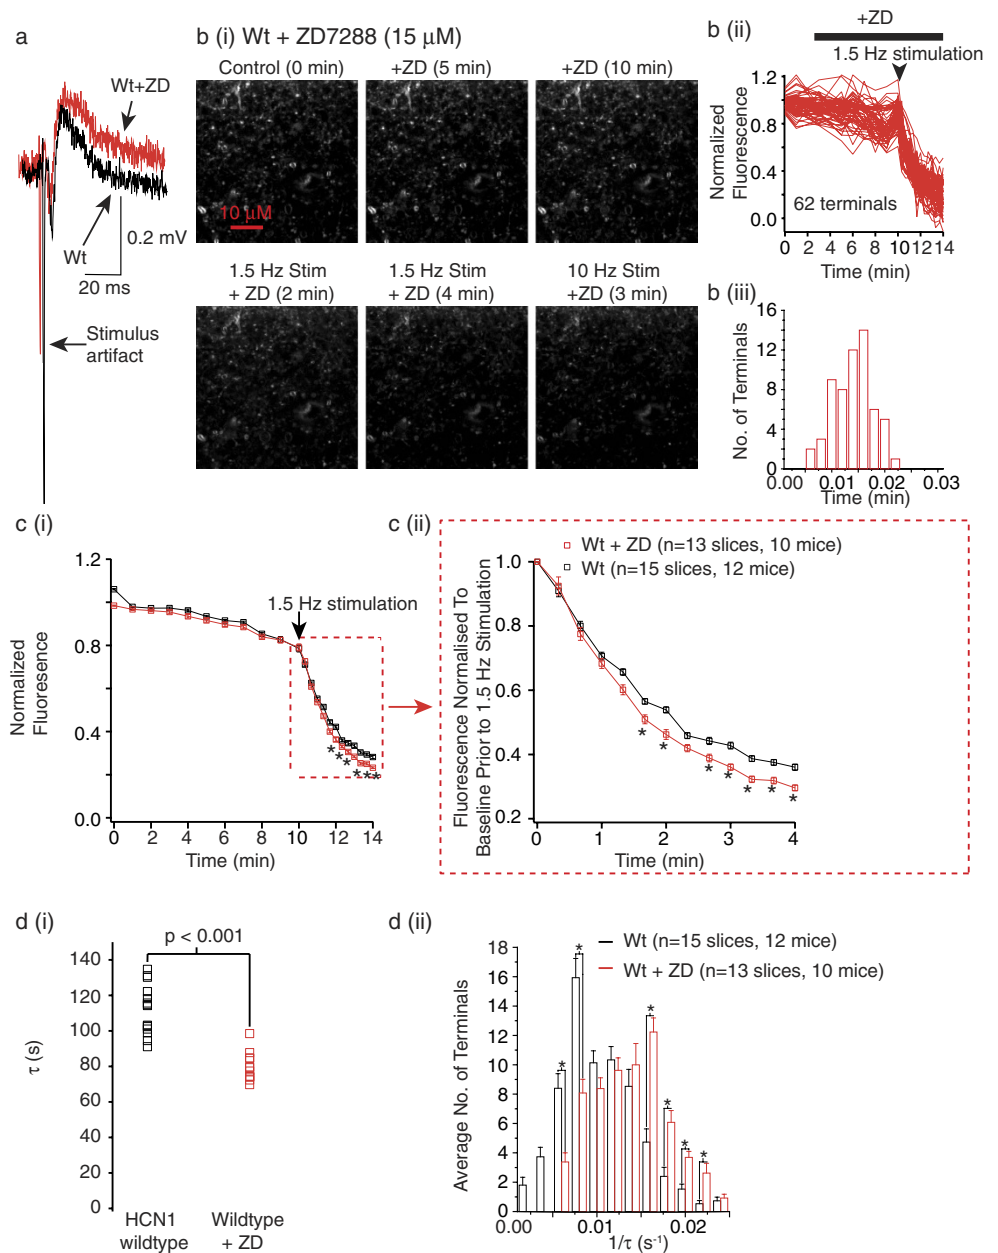 a
Wt+ZD
Wt
0.2 mV
20 ms
Stimulus
artifact
b (i) Wt + ZD7288 (15 μM)
Control (0 min)
+ZD (5 min)
+ZD (10 min)
10 μM
1.5 Hz Stim
+ ZD (2 min)
1.5 Hz Stim
+ ZD (4 min)
10 Hz Stim
+ZD (3 min)
b (ii)
+ZD
1.5 Hz stimulation
Normalized
Fluorescence
1.2
0.8
0.4
0.0
62 terminals
0 2 4 6 8 10 12 14
Time (min)
b (iii)
No. of Terminals
16
12
8
4
0
0.00 0.01 0.02 0.03
Time (min)
c (i)
Normalized
Fluorescence
1.2
0.8
0.4
0.0
1.5 Hz stimulation
* * * * * *
0 2 4 6 8 10 12 14
Time (min)
c (ii)
Wt + ZD (n=13 slices, 10 mice)
Wt (n=15 slices, 12 mice)
Fluorescence Normalised To
Baseline Prior to 1.5 Hz Stimulation
1.0
0.8
0.6
0.4
0.2
* * * * * * *
0 1 2 3 4
Time (min)
d (i)
p < 0.001
τ (s)
140
120
100
80
60
40
20
0
HCN1
wildtype
Wildtype
+ ZD
d (ii)
Wt (n=15 slices, 12 mice)
Wt + ZD (n=13 slices, 10 mice)
Average No. of Terminals
18
16
14
12
10
8
6
4
2
0
* * * * * *
0.00 0.01 0.02
1/τ (s⁻¹)